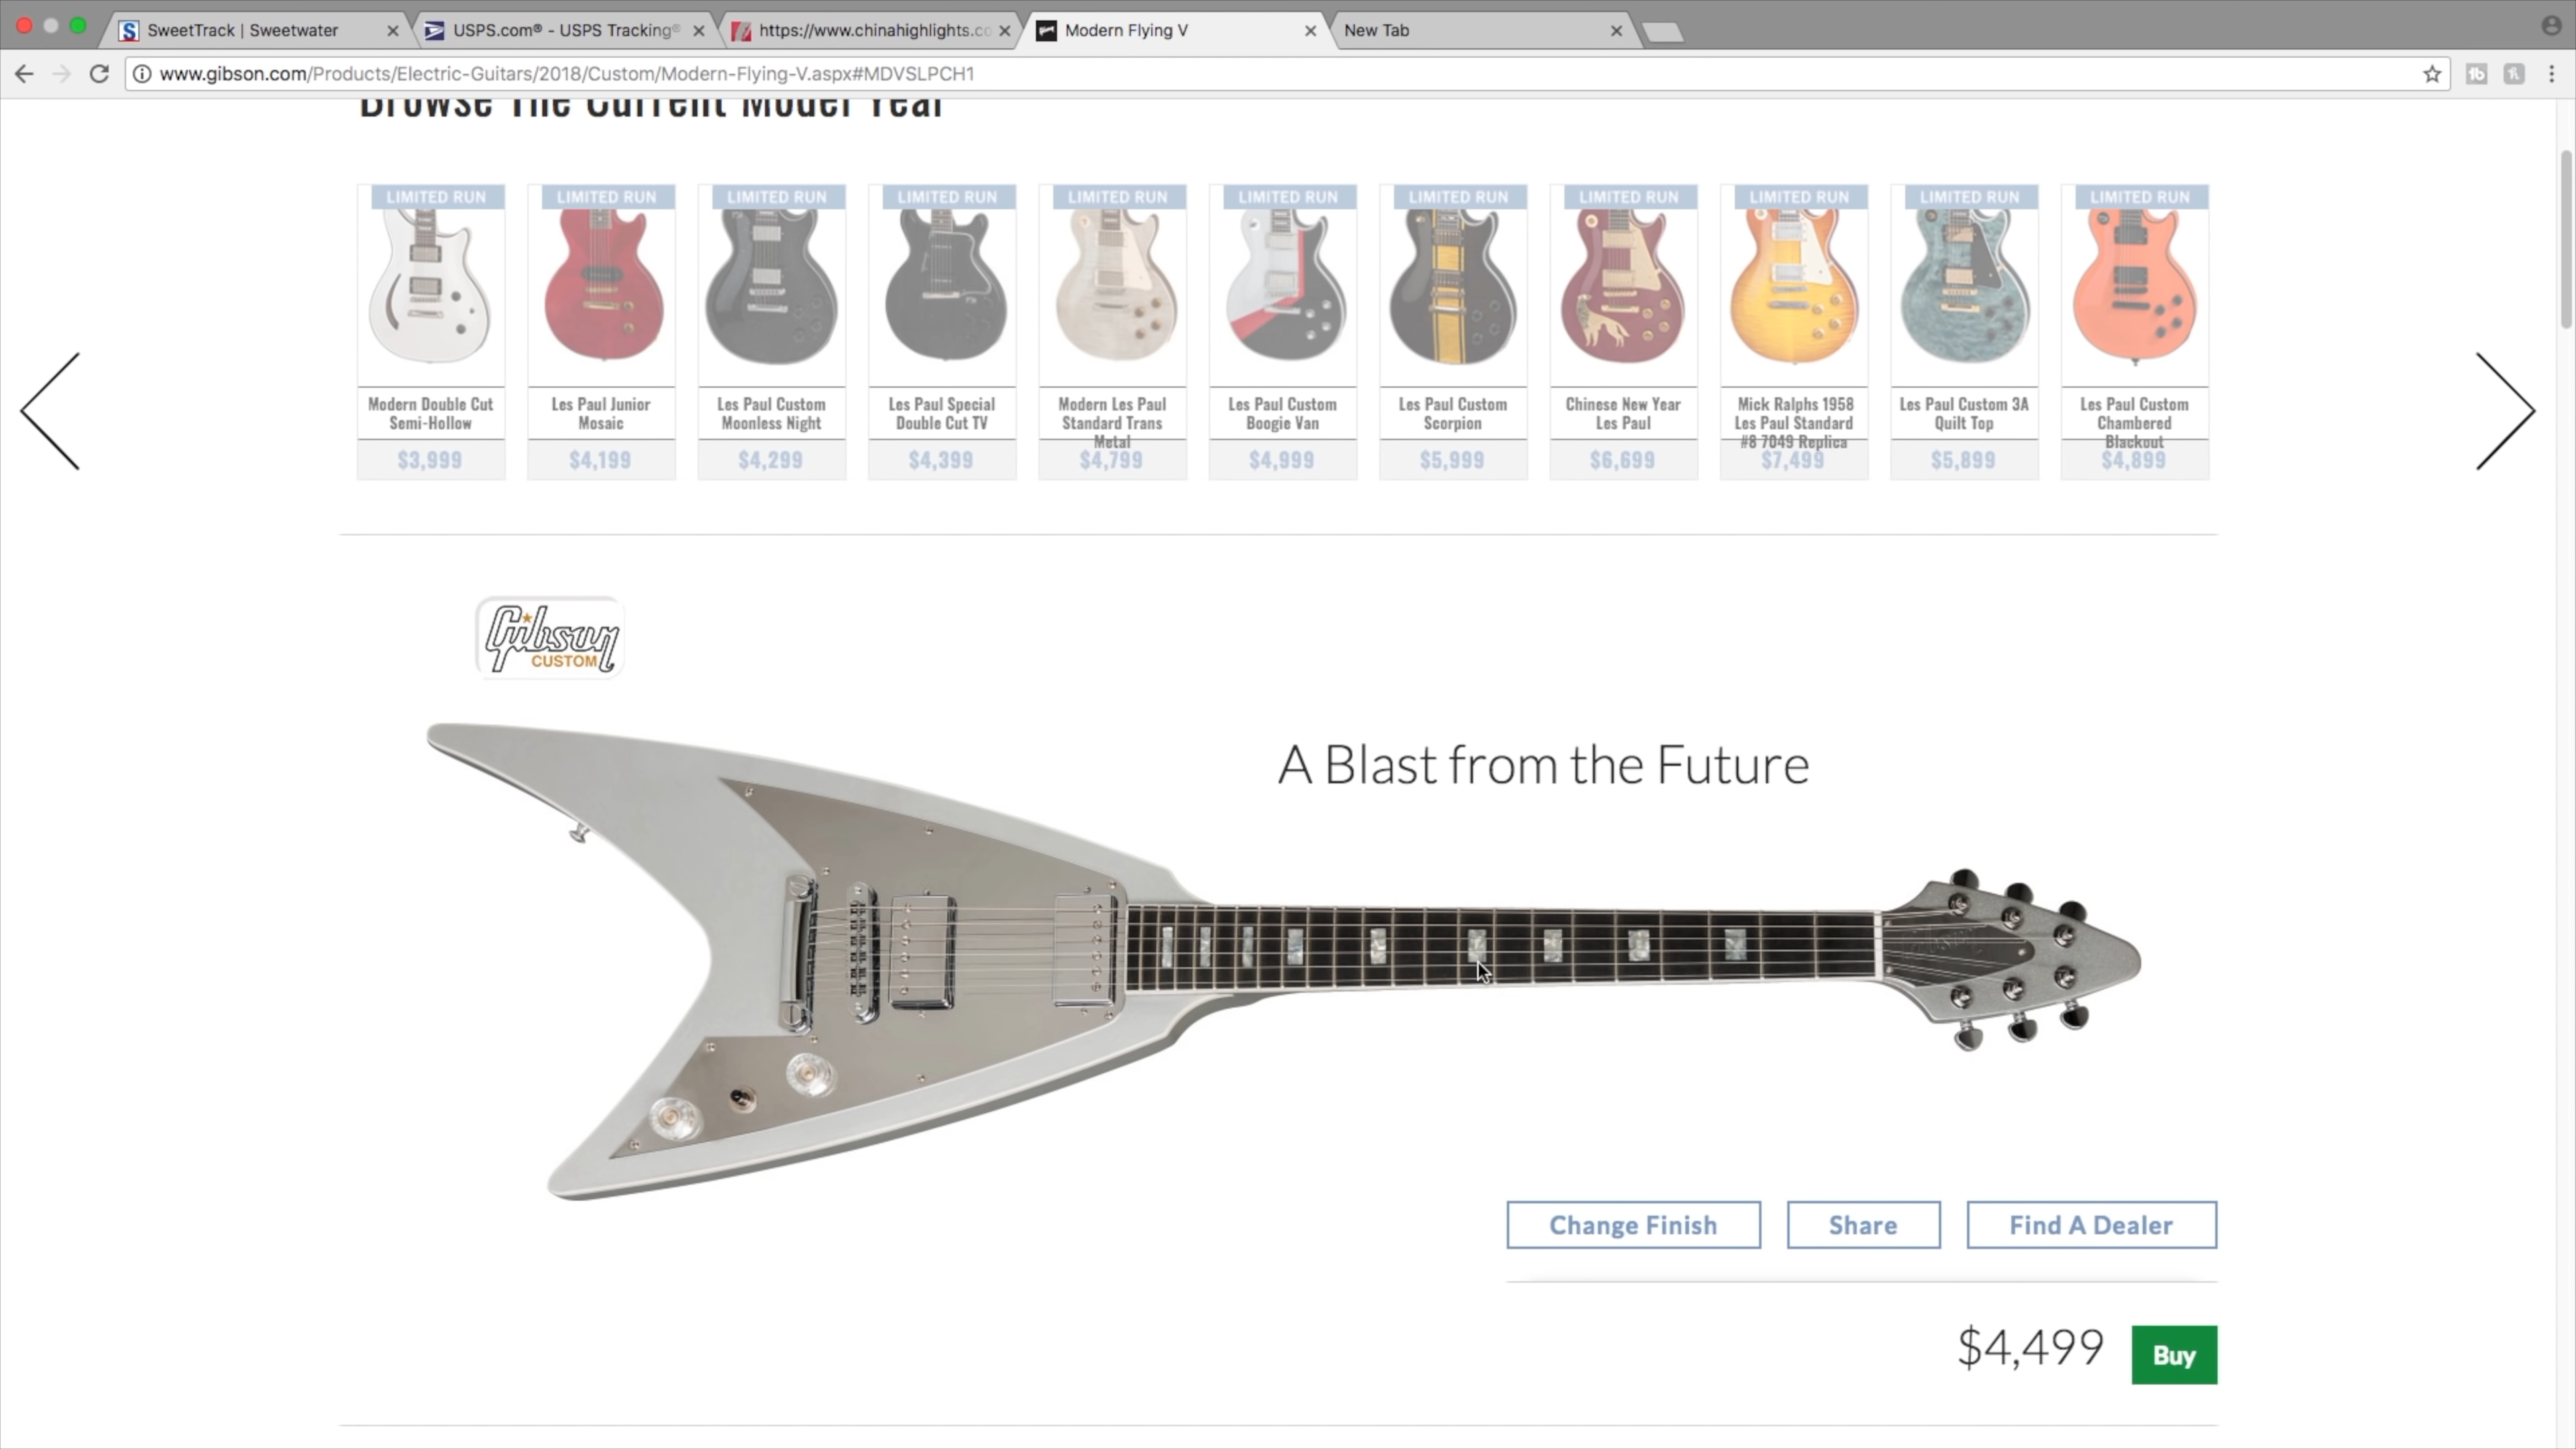 SweetTrack | Sweetwater
USPS.com® - USPS Tracking®
https://www.chinahighlights.co
Modern Flying V
New Tab
www.gibson.com/Products/Electric-Guitars/2018/Custom/Modern-Flying-V.aspx#MDVSLPCH1
Browse The Current Model Year
LIMITED RUN
LIMITED RUN
LIMITED RUN
LIMITED RUN
LIMITED RUN
LIMITED RUN
LIMITED RUN
LIMITED RUN
LIMITED RUN
LIMITED RUN
LIMITED RUN
Modern Double Cut
Semi-Hollow
$3,999
Les Paul Junior
Mosaic
$4,199
Les Paul Custom
Moonless Night
$4,299
Les Paul Special
Double Cut TV
$4,399
Modern Les Paul
Standard Trans
Metal
$4,799
Les Paul Custom
Boogie Van
$4,999
Les Paul Custom
Scorpion
$5,999
Chinese New Year
Les Paul
$6,699
Mick Ralphs 1958
Les Paul Standard
#8 7049 Replica
$7,499
Les Paul Custom 3A
Quilt Top
$5,899
Les Paul Custom
Chambered
Blackout
$4,899
Gibson
CUSTOM
A Blast from the Future
Change Finish
Share
Find A Dealer
$4,499
Buy